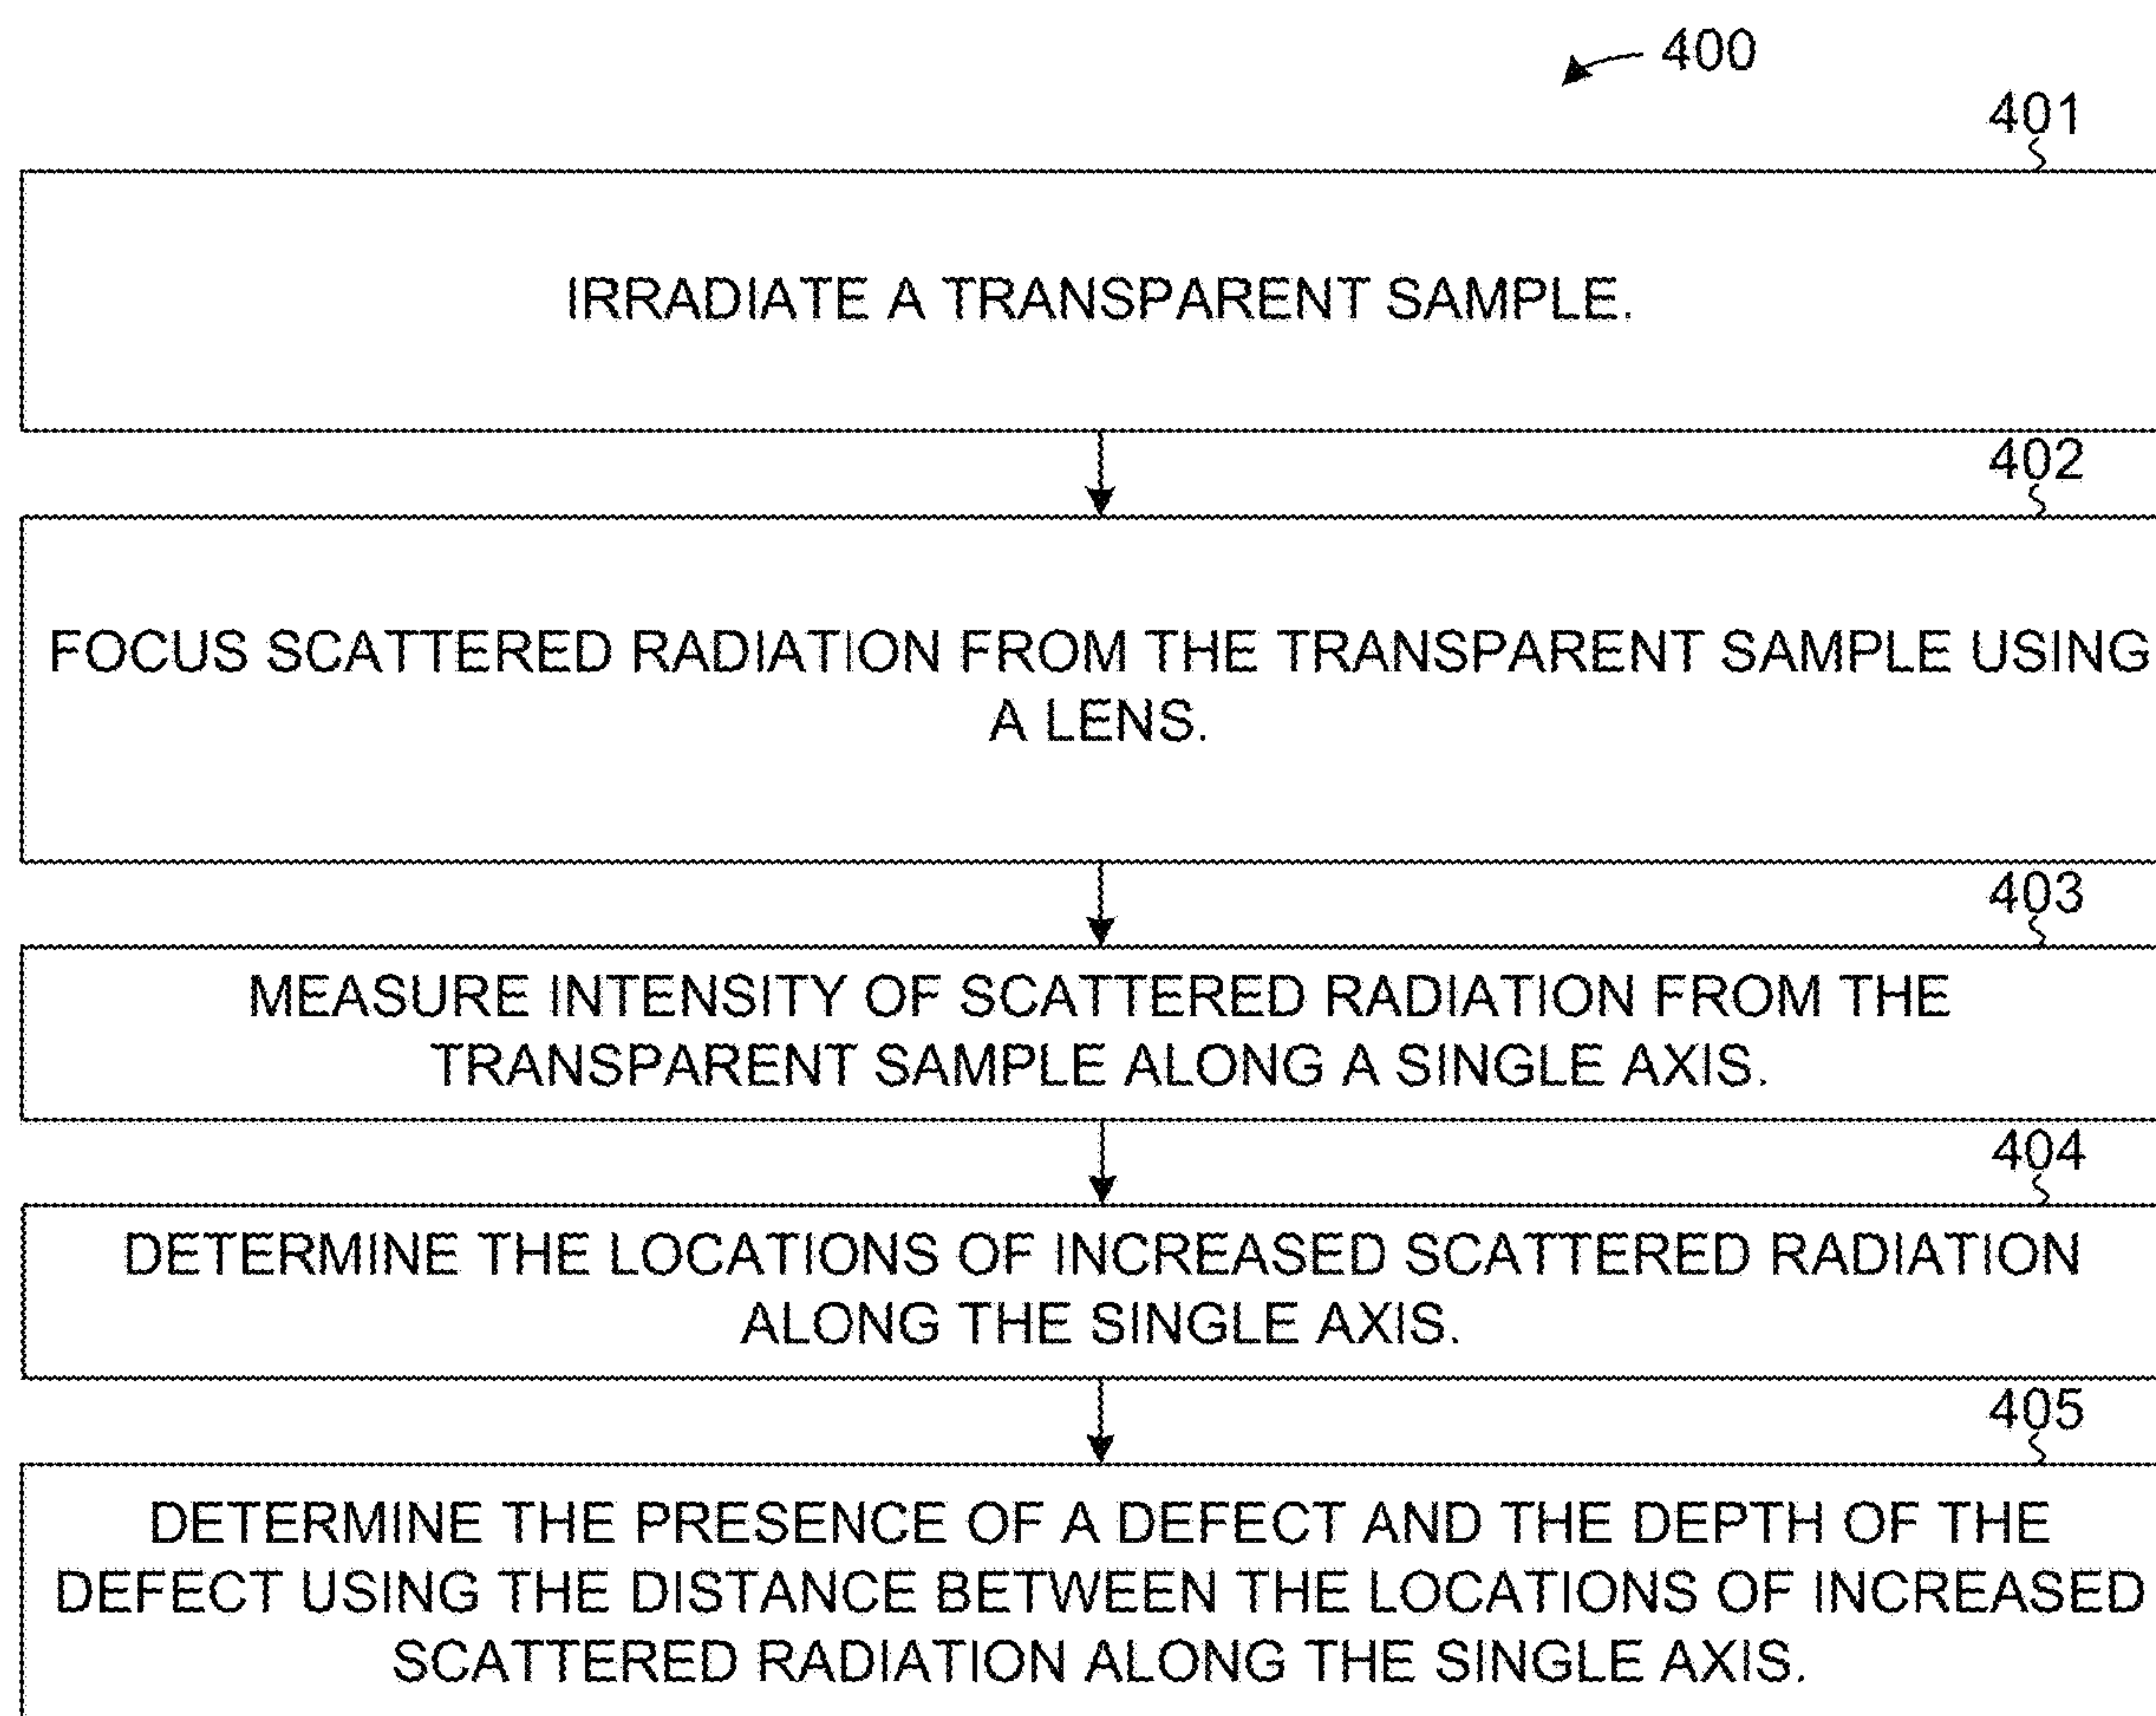 400
401
IRRADIATE A TRANSPARENT SAMPLE.
402
FOCUS SCATTERED RADIATION FROM THE TRANSPARENT SAMPLE USING
A LENS.
403
MEASURE INTENSITY OF SCATTERED RADIATION FROM THE
TRANSPARENT SAMPLE ALONG A SINGLE AXIS.
404
DETERMINE THE LOCATIONS OF INCREASED SCATTERED RADIATION
ALONG THE SINGLE AXIS.
405
DETERMINE THE PRESENCE OF A DEFECT AND THE DEPTH OF THE
DEFECT USING THE DISTANCE BETWEEN THE LOCATIONS OF INCREASED
SCATTERED RADIATION ALONG THE SINGLE AXIS.